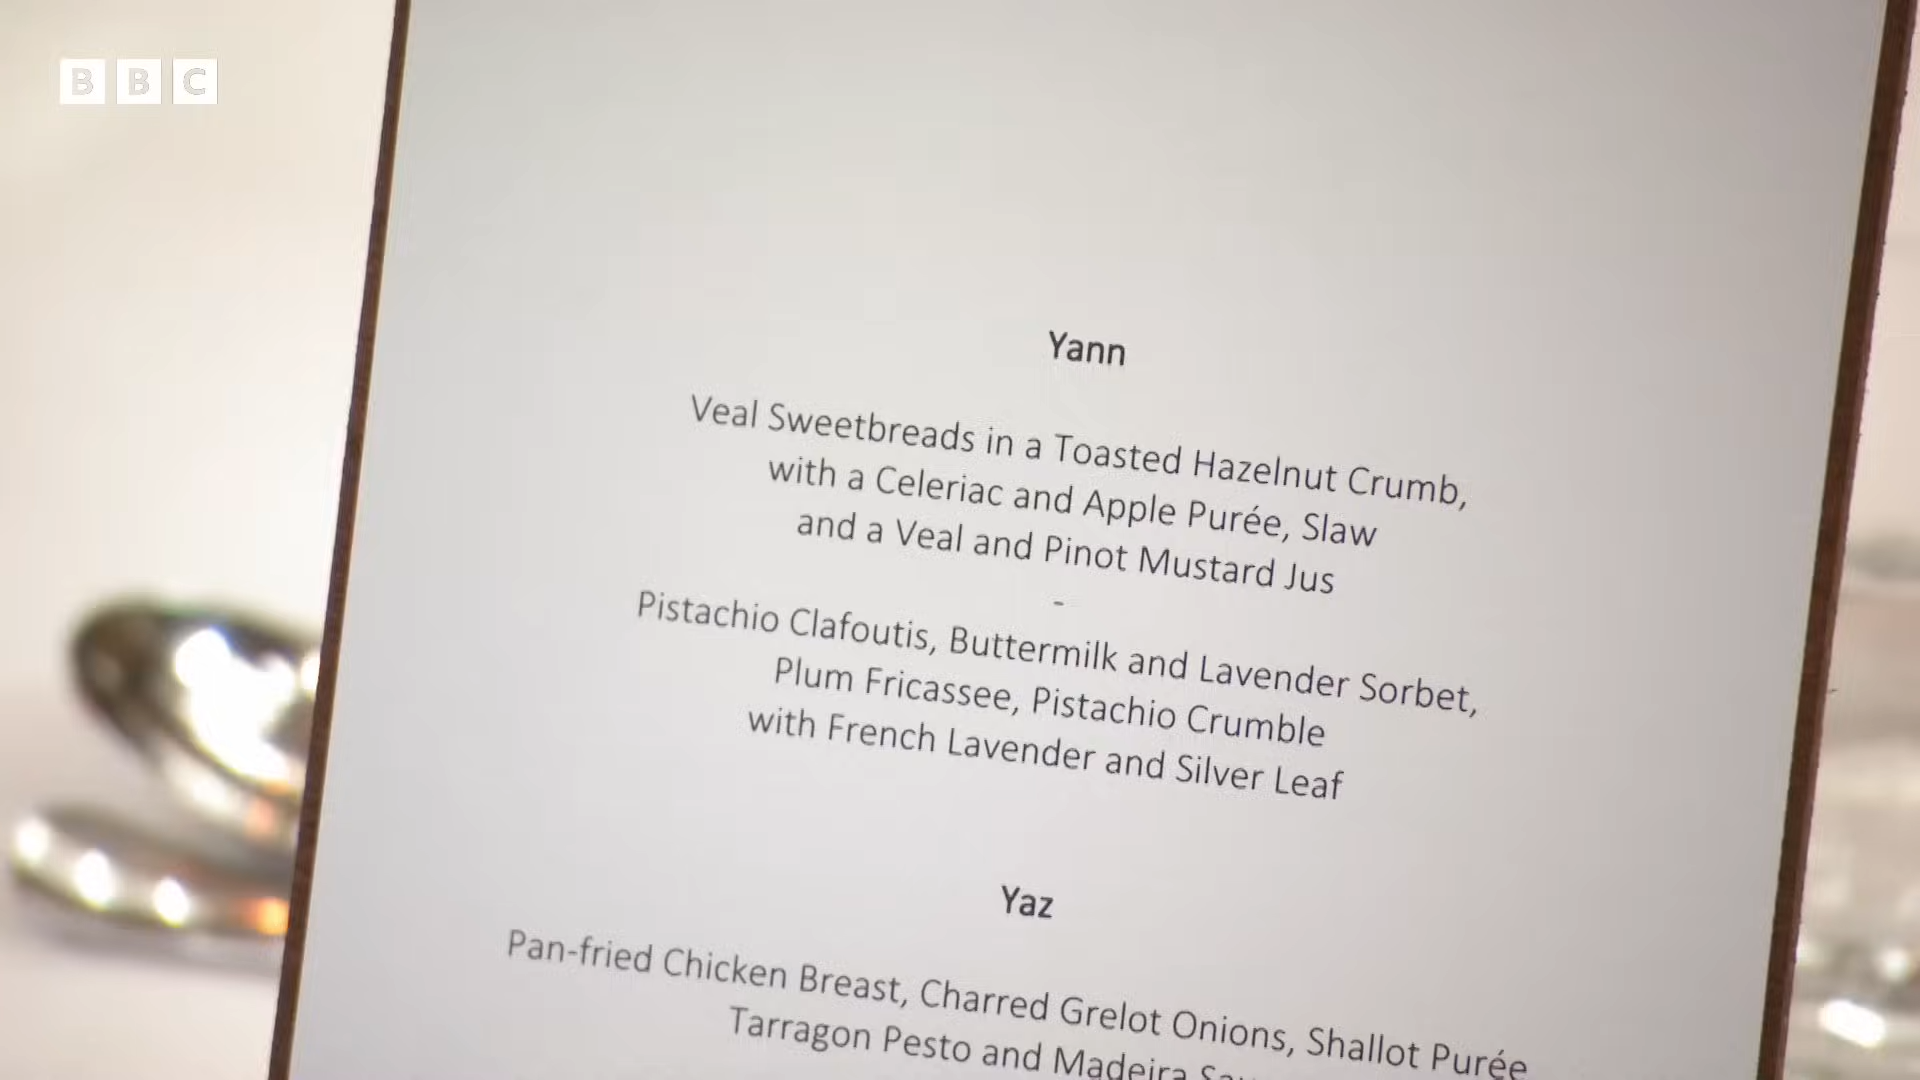 BBC
Yann
Veal Sweetbreads in a Toasted Hazelnut Crumb,
with a Celeriac and Apple Purée, Slaw
and a Veal and Pinot Mustard Jus
-
Pistachio Clafoutis, Buttermilk and Lavender Sorbet,
Plum Fricassee, Pistachio Crumble
with French Lavender and Silver Leaf
Yaz
Pan-fried Chicken Breast, Charred Grelot Onions, Shallot Purée
Tarragon Pesto and Madeira